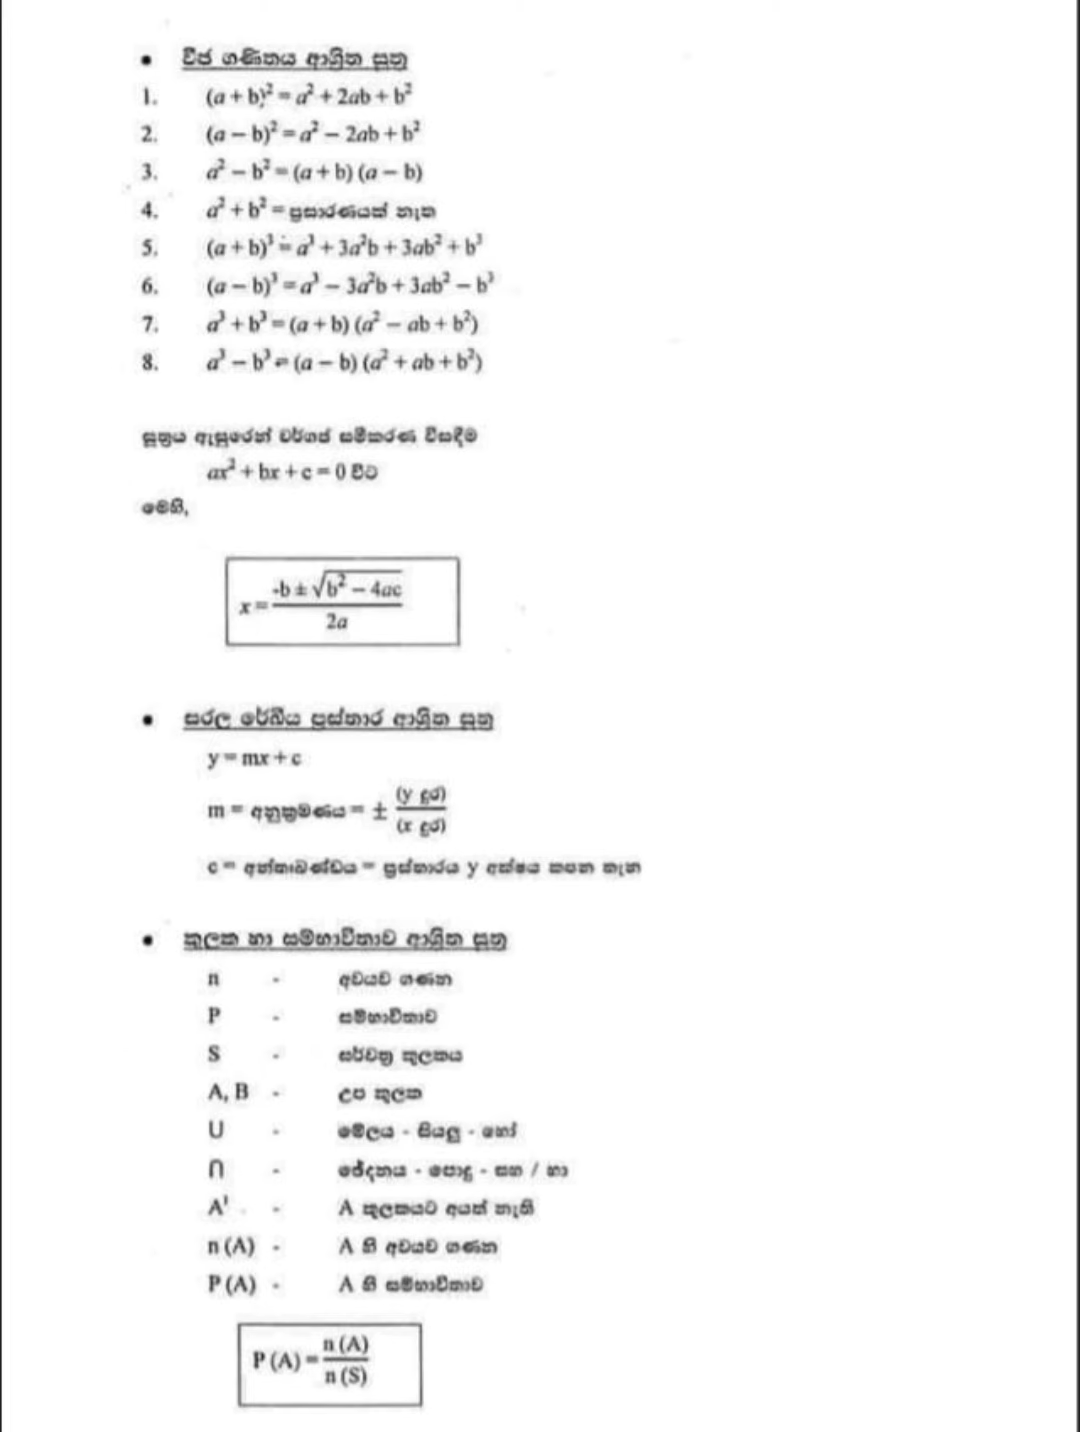 • වීජ ගණිතය ආශ්‍රිත සූත්‍ර
1. (a + b)² = a² + 2ab + b²
2. (a − b)² = a² − 2ab + b²
3. a² − b² = (a + b) (a − b)
4. a² + b² = ප්‍රසාරණයක් නැත
5. (a + b)³ = a³ + 3a²b + 3ab² + b³
6. (a − b)³ = a³ − 3a²b + 3ab² − b³
7. a³ + b³ = (a + b) (a² − ab + b²)
8. a³ − b³ = (a − b) (a² + ab + b²)
සූත්‍රය ඇසුරෙන් වර්ගජ සමීකරණ විසදීම
ax² + bx + c = 0 විට
මෙහි,
x = -b ± √b² − 4ac / 2a
• සරල රේඛීය ප්‍රස්තාර ආශ්‍රිත සූත්‍ර
y = mx + c
m = අනුක්‍රමණය = ± (y දුර) / (x දුර)
c = අන්තඃඛණ්ඩය = ප්‍රස්තාරය y අක්ෂය කපන තැන
• කුලක හා සම්භාවිතාව ආශ්‍රිත සූත්‍ර
n - අවයව ගණන
P - සම්භාවිතාව
S - සර්වත්‍ර කුලකය
A, B - උප කුලක
U - මේලය - සියලු - හෝ
∩ - ඡේදනය - පොදු - සහ / හා
A' - A කුලකයට අයත් නැති
n (A) - A හි අවයව ගණන
P (A) - A හි සම්භාවිතාව
P (A) = n (A) / n (S)